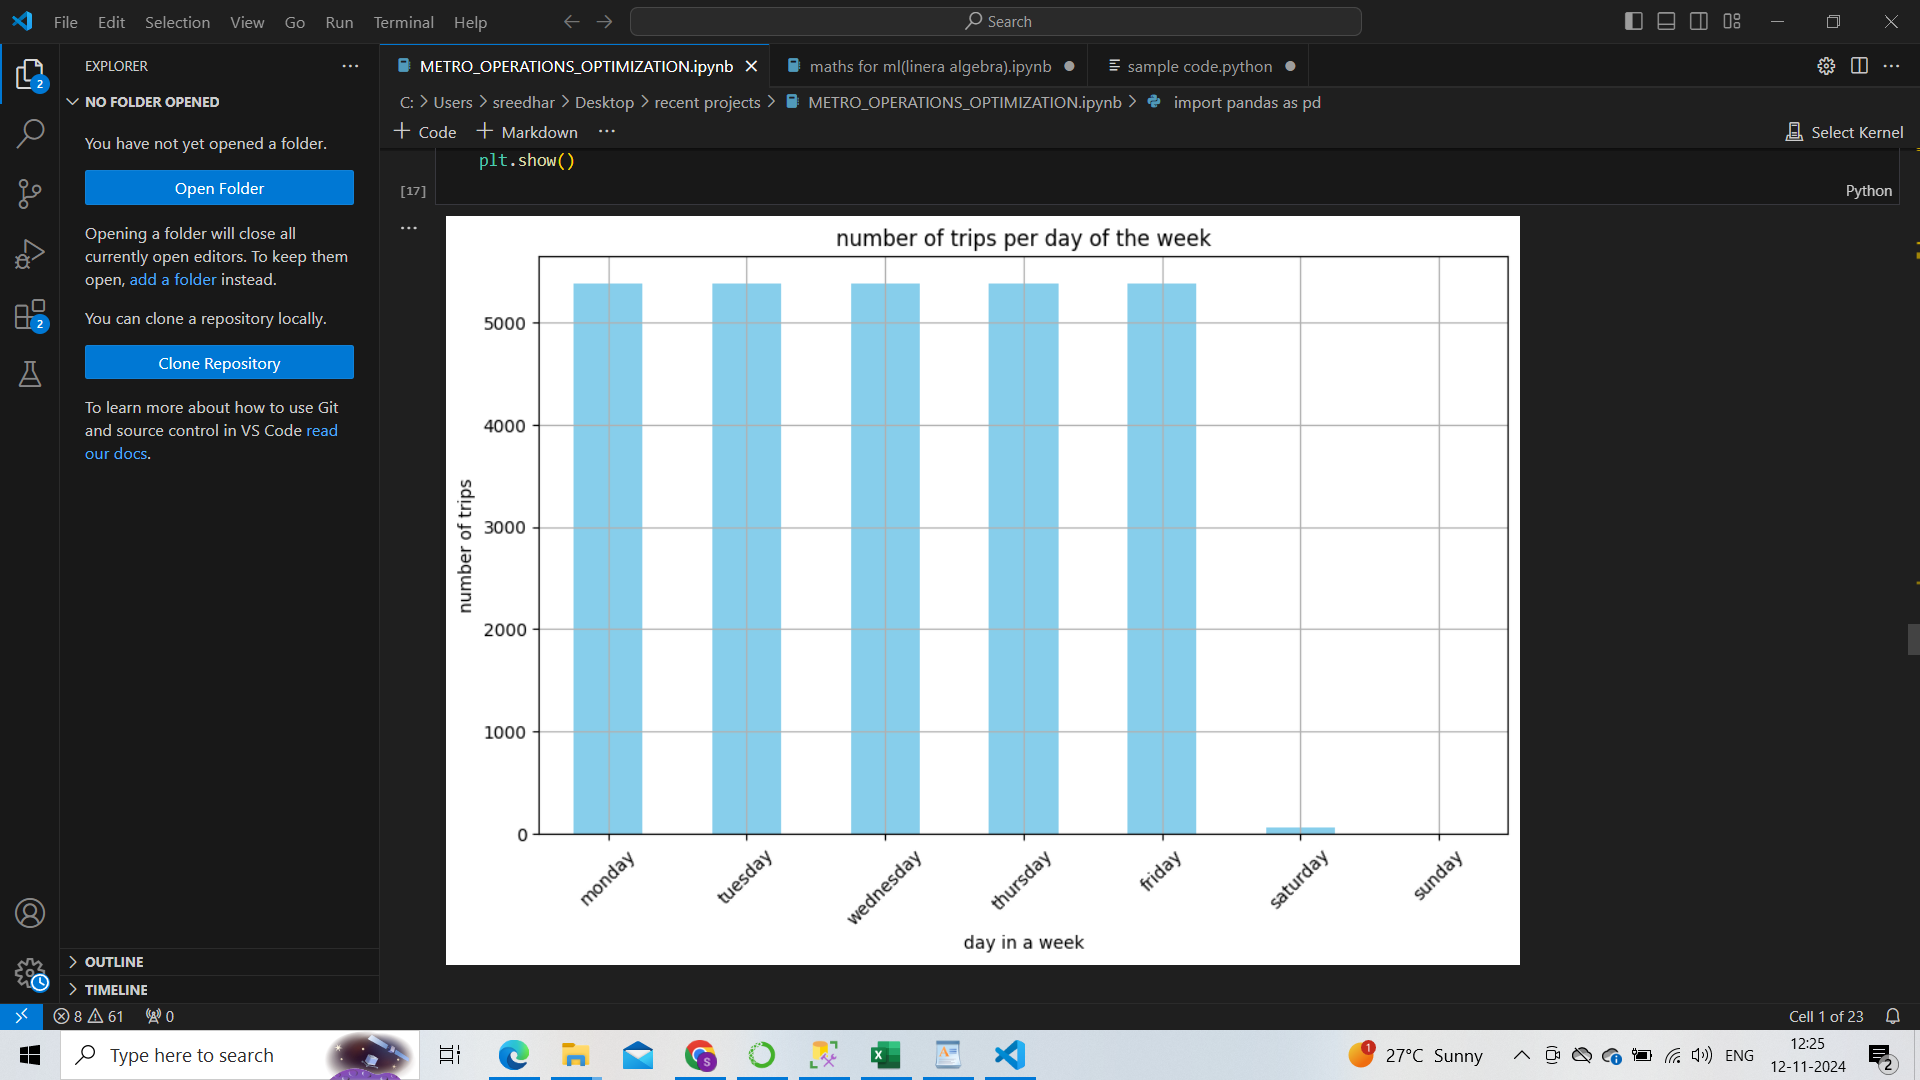 File Edit Selection View Go Run Terminal Help
Search
EXPLORER
2
NO FOLDER OPENED
You have not yet opened a folder.
Open Folder
Opening a folder will close all
currently open editors. To keep them
open, add a folder instead.
You can clone a repository locally.
2
Clone Repository
To learn more about how to use Git
and source control in VS Code read
our docs.
OUTLINE
TIMELINE
METRO_OPERATIONS_OPTIMIZATION.ipynb maths for ml(linera algebra).ipynb sample code.python
C: > Users > sreedhar > Desktop > recent projects > METRO_OPERATIONS_OPTIMIZATION.ipynb > import pandas as pd
+ Code + Markdown ... Select Kernel
plt.show()
[17] Python
number of trips per day of the week
number of trips
5000
4000
3000
2000
1000
0
monday tuesday wednesday thursday friday saturday sunday
day in a week
8 61 0 Cell 1 of 23
Type here to search
S
1
27°C Sunny
ENG
12:25
12-11-2024
2